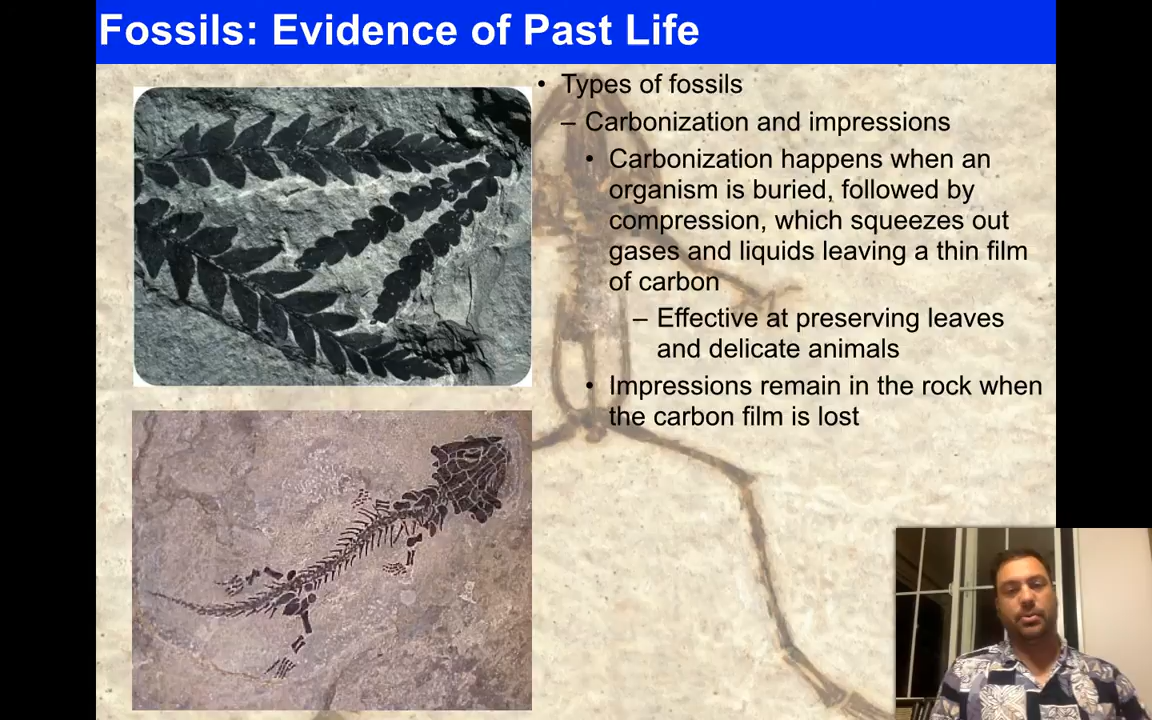 Fossils: Evidence of Past Life
• Types of fossils
– Carbonization and impressions
• Carbonization happens when an
organism is buried, followed by
compression, which squeezes out
gases and liquids leaving a thin film
of carbon
– Effective at preserving leaves
and delicate animals
• Impressions remain in the rock when
the carbon film is lost